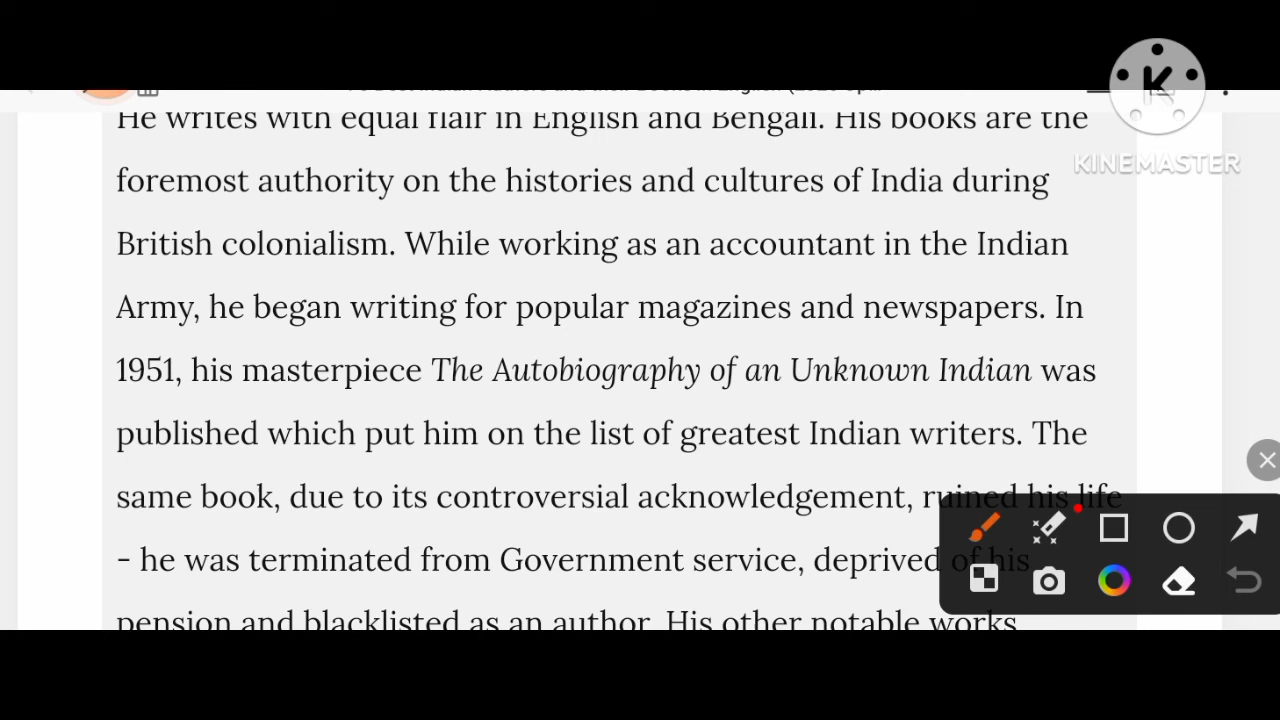 KINEMASTER
He writes with equal flair in English and Bengali. His books are the
foremost authority on the histories and cultures of India during
British colonialism. While working as an accountant in the Indian
Army, he began writing for popular magazines and newspapers. In
1951, his masterpiece The Autobiography of an Unknown Indian was
published which put him on the list of greatest Indian writers. The
same book, due to its controversial acknowledgement, ruined his life
- he was terminated from Government service, deprived of his
pension and blacklisted as an author. His other notable works